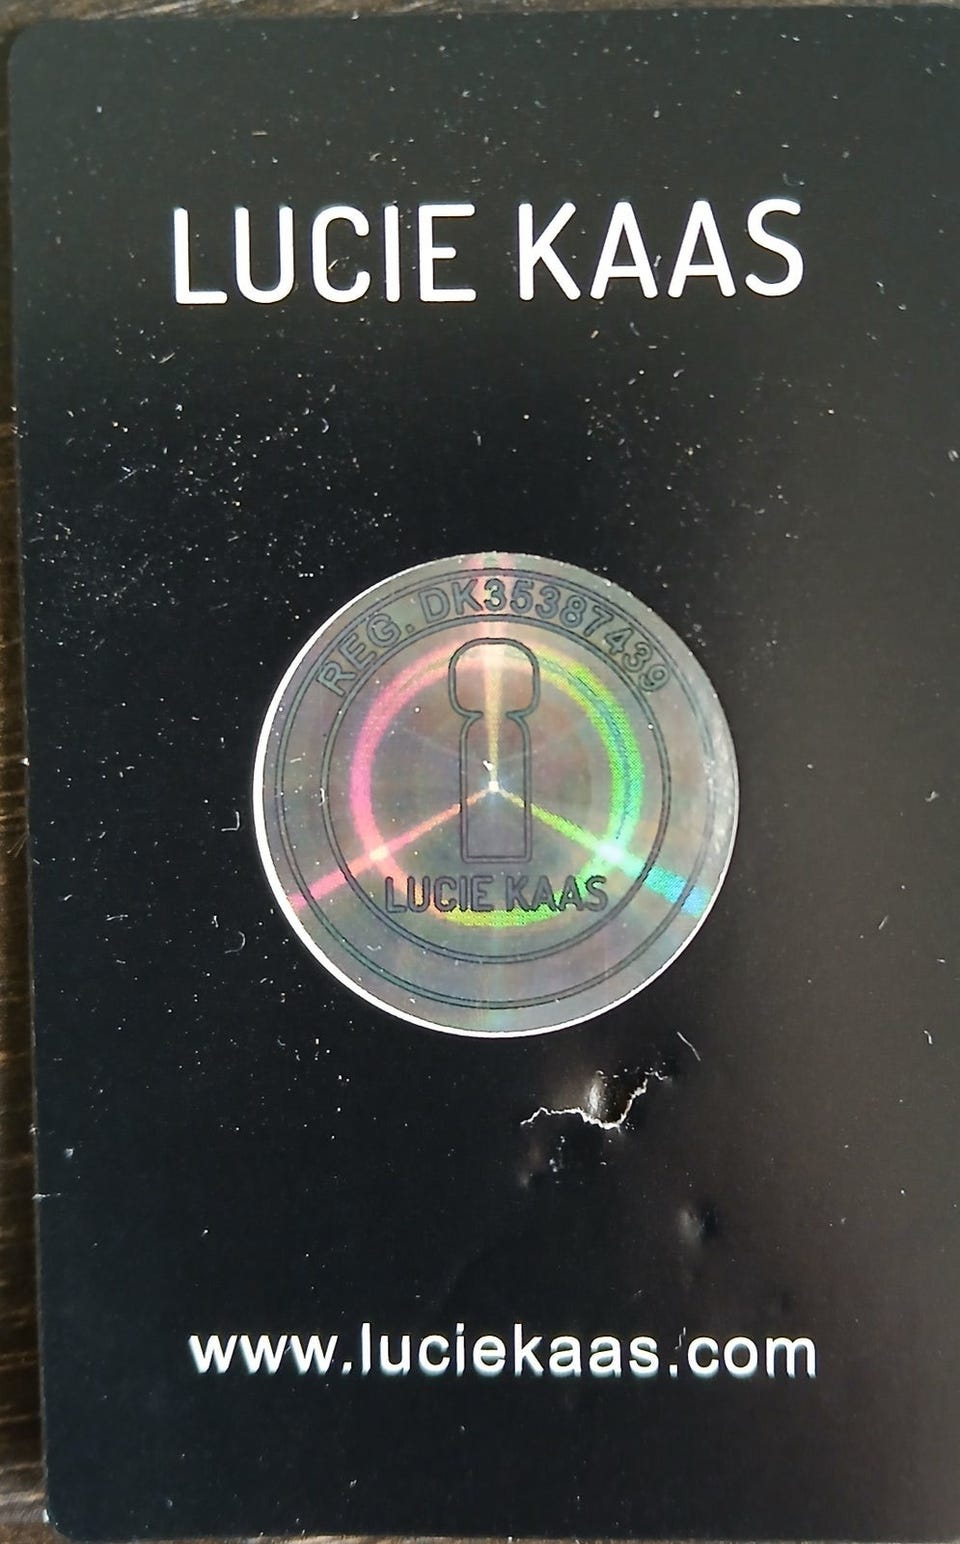 LUCIE KAAS
REG. DK35387439
LUCIE KAAS
www.luciekaas.com